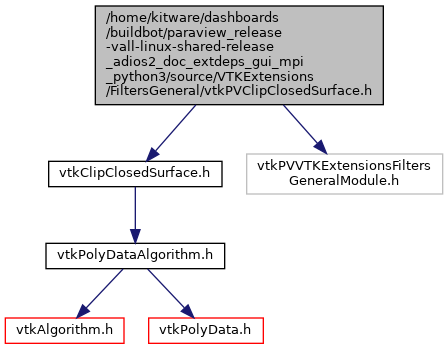 /home/kitware/dashboards
/buildbot/paraview_release
-vall-linux-shared-release
_adios2_doc_extdeps_gui_mpi
_python3/source/VTKExtensions
/FiltersGeneral/vtkPVClipClosedSurface.h
vtkClipClosedSurface.h
vtkPVVTKExtensionsFilters
GeneralModule.h
vtkPolyDataAlgorithm.h
vtkAlgorithm.h
vtkPolyData.h